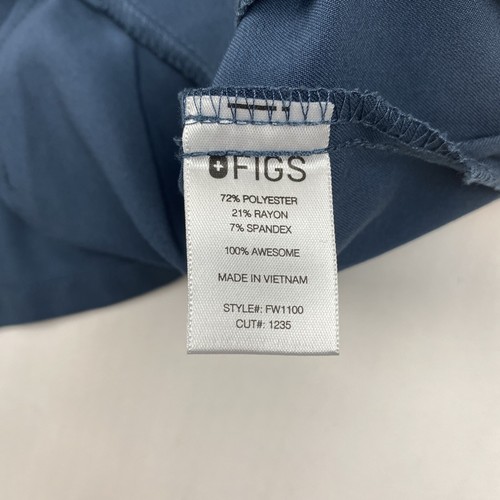 FIGS
72% POLYESTER
21% RAYON
7% SPANDEX
100% AWESOME
MADE IN VIETNAM
STYLE#: FW1100
CUT#: 1235